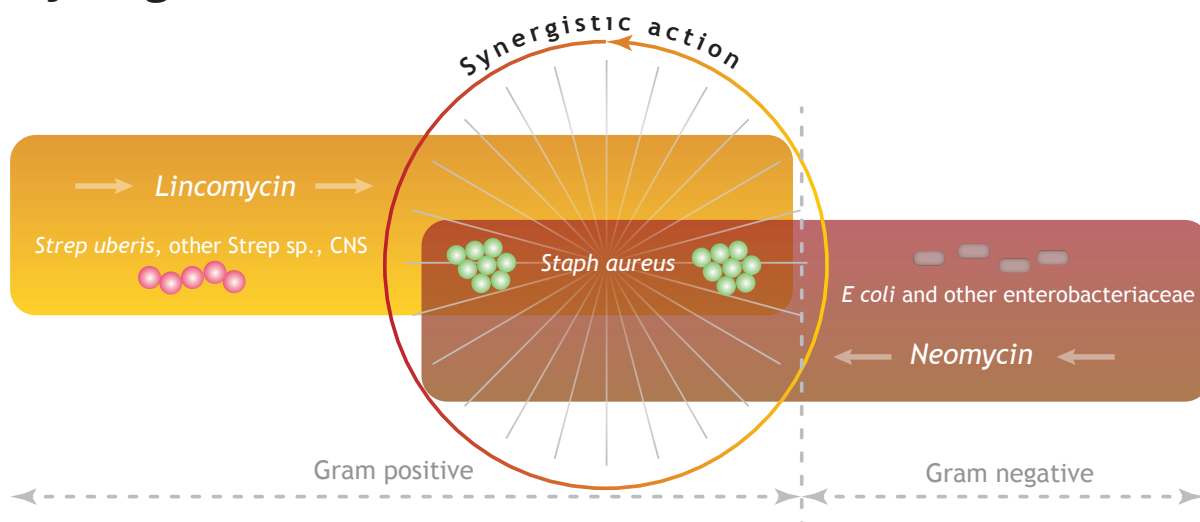 Synergistic action
Lincomycin
Strep uberis, other Strep sp., CNS
Staph aureus
E coli and other enterobacteriaceae
Neomycin
Gram positive
Gram negative